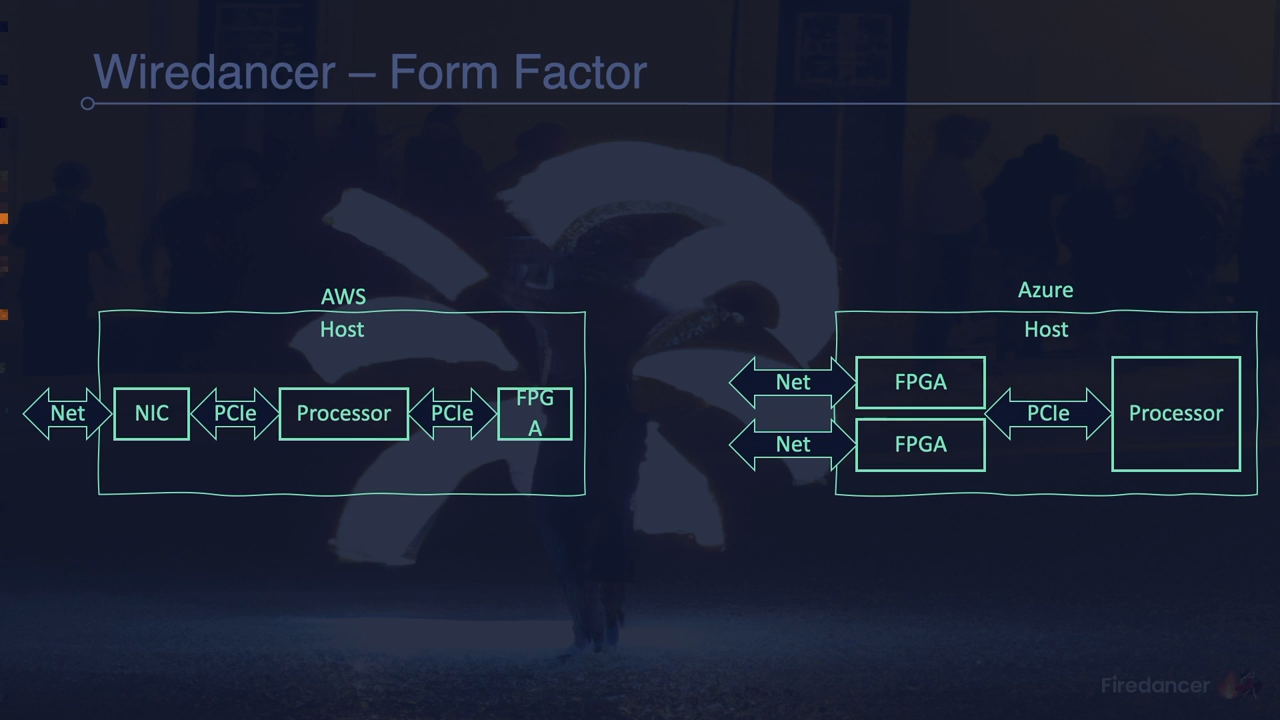 Wiredancer – Form Factor
AWS
Host
Net
NIC
PCIe
Processor
PCIe
FPG
A
Azure
Host
Net
FPGA
Net
FPGA
PCIe
Processor
Firedancer